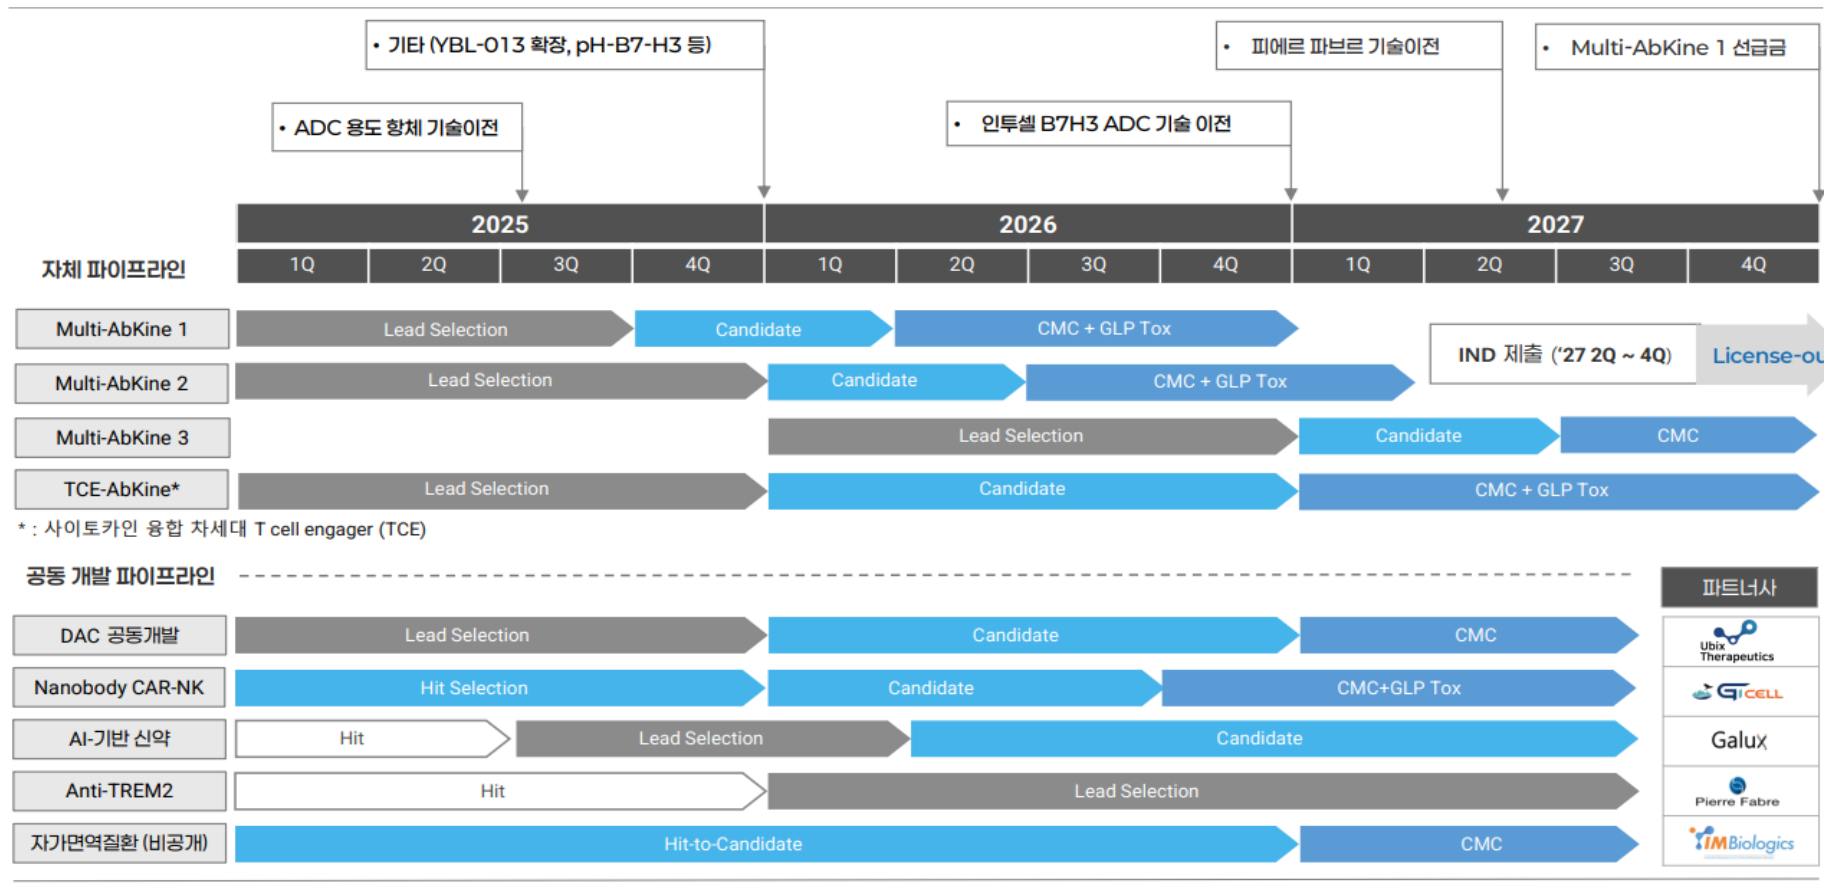 • 기타 (YBL-013 확장, pH-B7-H3 등)
• 피에르 파브르 기술이전
• Multi-AbKine 1 선급금
• ADC 용도 항체 기술이전
• 인투셀 B7H3 ADC 기술 이전
2025 2026 2027
자체 파이프라인 1Q 2Q 3Q 4Q 1Q 2Q 3Q 4Q 1Q 2Q 3Q 4Q
Multi-AbKine 1 Lead Selection Candidate CMC + GLP Tox
IND 제출 (‘27 2Q ~ 4Q) License-ou
Multi-AbKine 2 Lead Selection Candidate CMC + GLP Tox
Multi-AbKine 3 Lead Selection Candidate CMC
TCE-AbKine* Lead Selection Candidate CMC + GLP Tox
* : 사이토카인 융합 차세대 T cell engager (TCE)
공동 개발 파이프라인 파트너사
DAC 공동개발 Lead Selection Candidate CMC Ubix Therapeutics
Nanobody CAR-NK Hit Selection Candidate CMC+GLP Tox GI CELL
AI-기반 신약 Hit Lead Selection Candidate Galux
Anti-TREM2 Hit Lead Selection Pierre Fabre
자가면역질환 (비공개) Hit-to-Candidate CMC IMBiologics